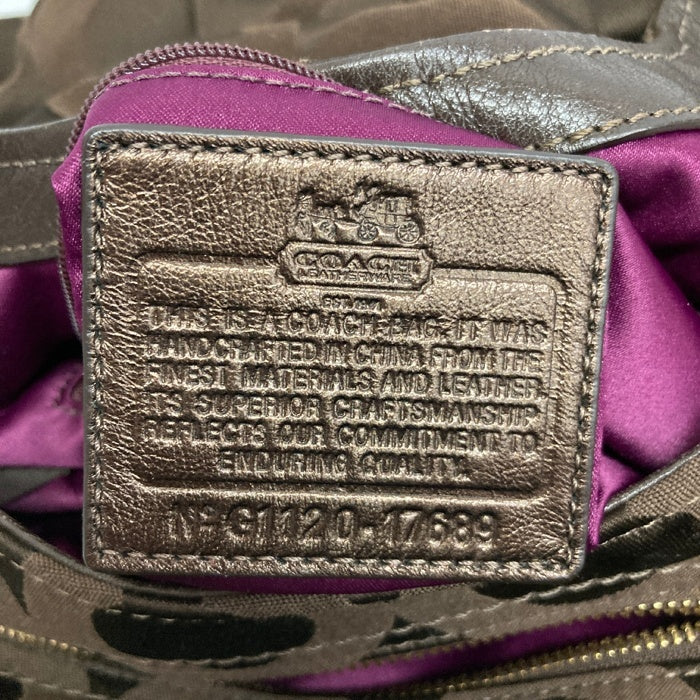 COACH
LEATHERWARE
EST. 1941
THIS IS A COACH BAG. IT WAS
HANDCRAFTED IN CHINA FROM THE
FINEST MATERIALS AND LEATHER.
ITS SUPERIOR CRAFTSMANSHIP
REFLECTS OUR COMMITMENT TO
ENDURING QUALITY.
Nº G1120-17689